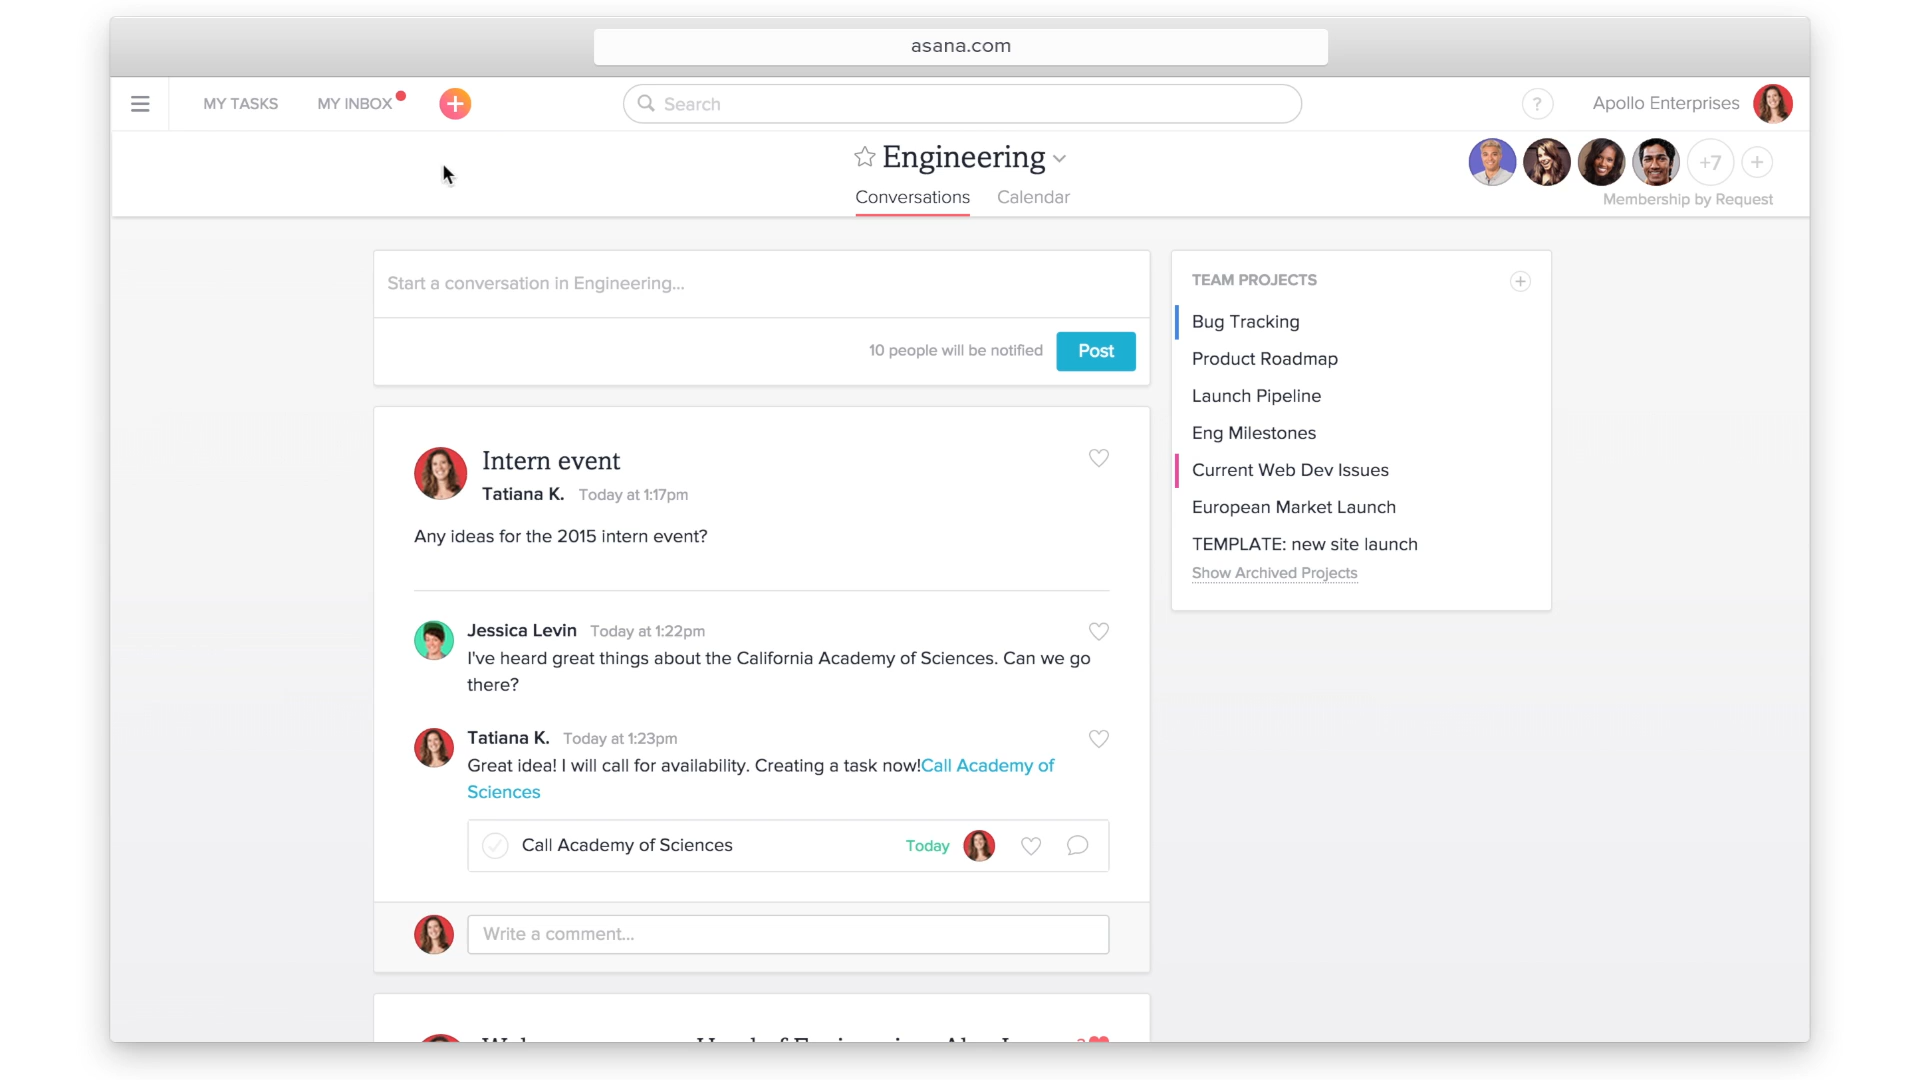 asana.com
MY TASKS
MY INBOX
Search
?
Apollo Enterprises
Engineering
+7
Conversations
Calendar
Membership by Request
Start a conversation in Engineering...
10 people will be notified
Post
Intern event
Tatiana K. Today at 1:17pm
Any ideas for the 2015 intern event?
Jessica Levin Today at 1:22pm
I've heard great things about the California Academy of Sciences. Can we go
there?
Tatiana K. Today at 1:23pm
Great idea! I will call for availability. Creating a task now!Call Academy of
Sciences
Call Academy of Sciences
Today
Write a comment...
TEAM PROJECTS
Bug Tracking
Product Roadmap
Launch Pipeline
Eng Milestones
Current Web Dev Issues
European Market Launch
TEMPLATE: new site launch
Show Archived Projects